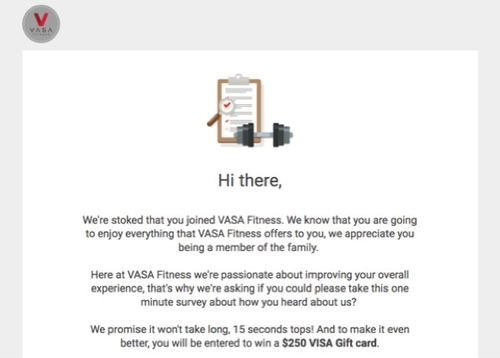 VASA
Hi there,
We're stoked that you joined VASA Fitness. We know that you are going
to enjoy everything that VASA Fitness offers to you, we appreciate you
being a member of the family.
Here at VASA Fitness we're passionate about improving your overall
experience, that's why we're asking if you could please take this one
minute survey about how you heard about us?
We promise it won't take long, 15 seconds tops! And to make it even
better, you will be entered to win a $250 VISA Gift card.